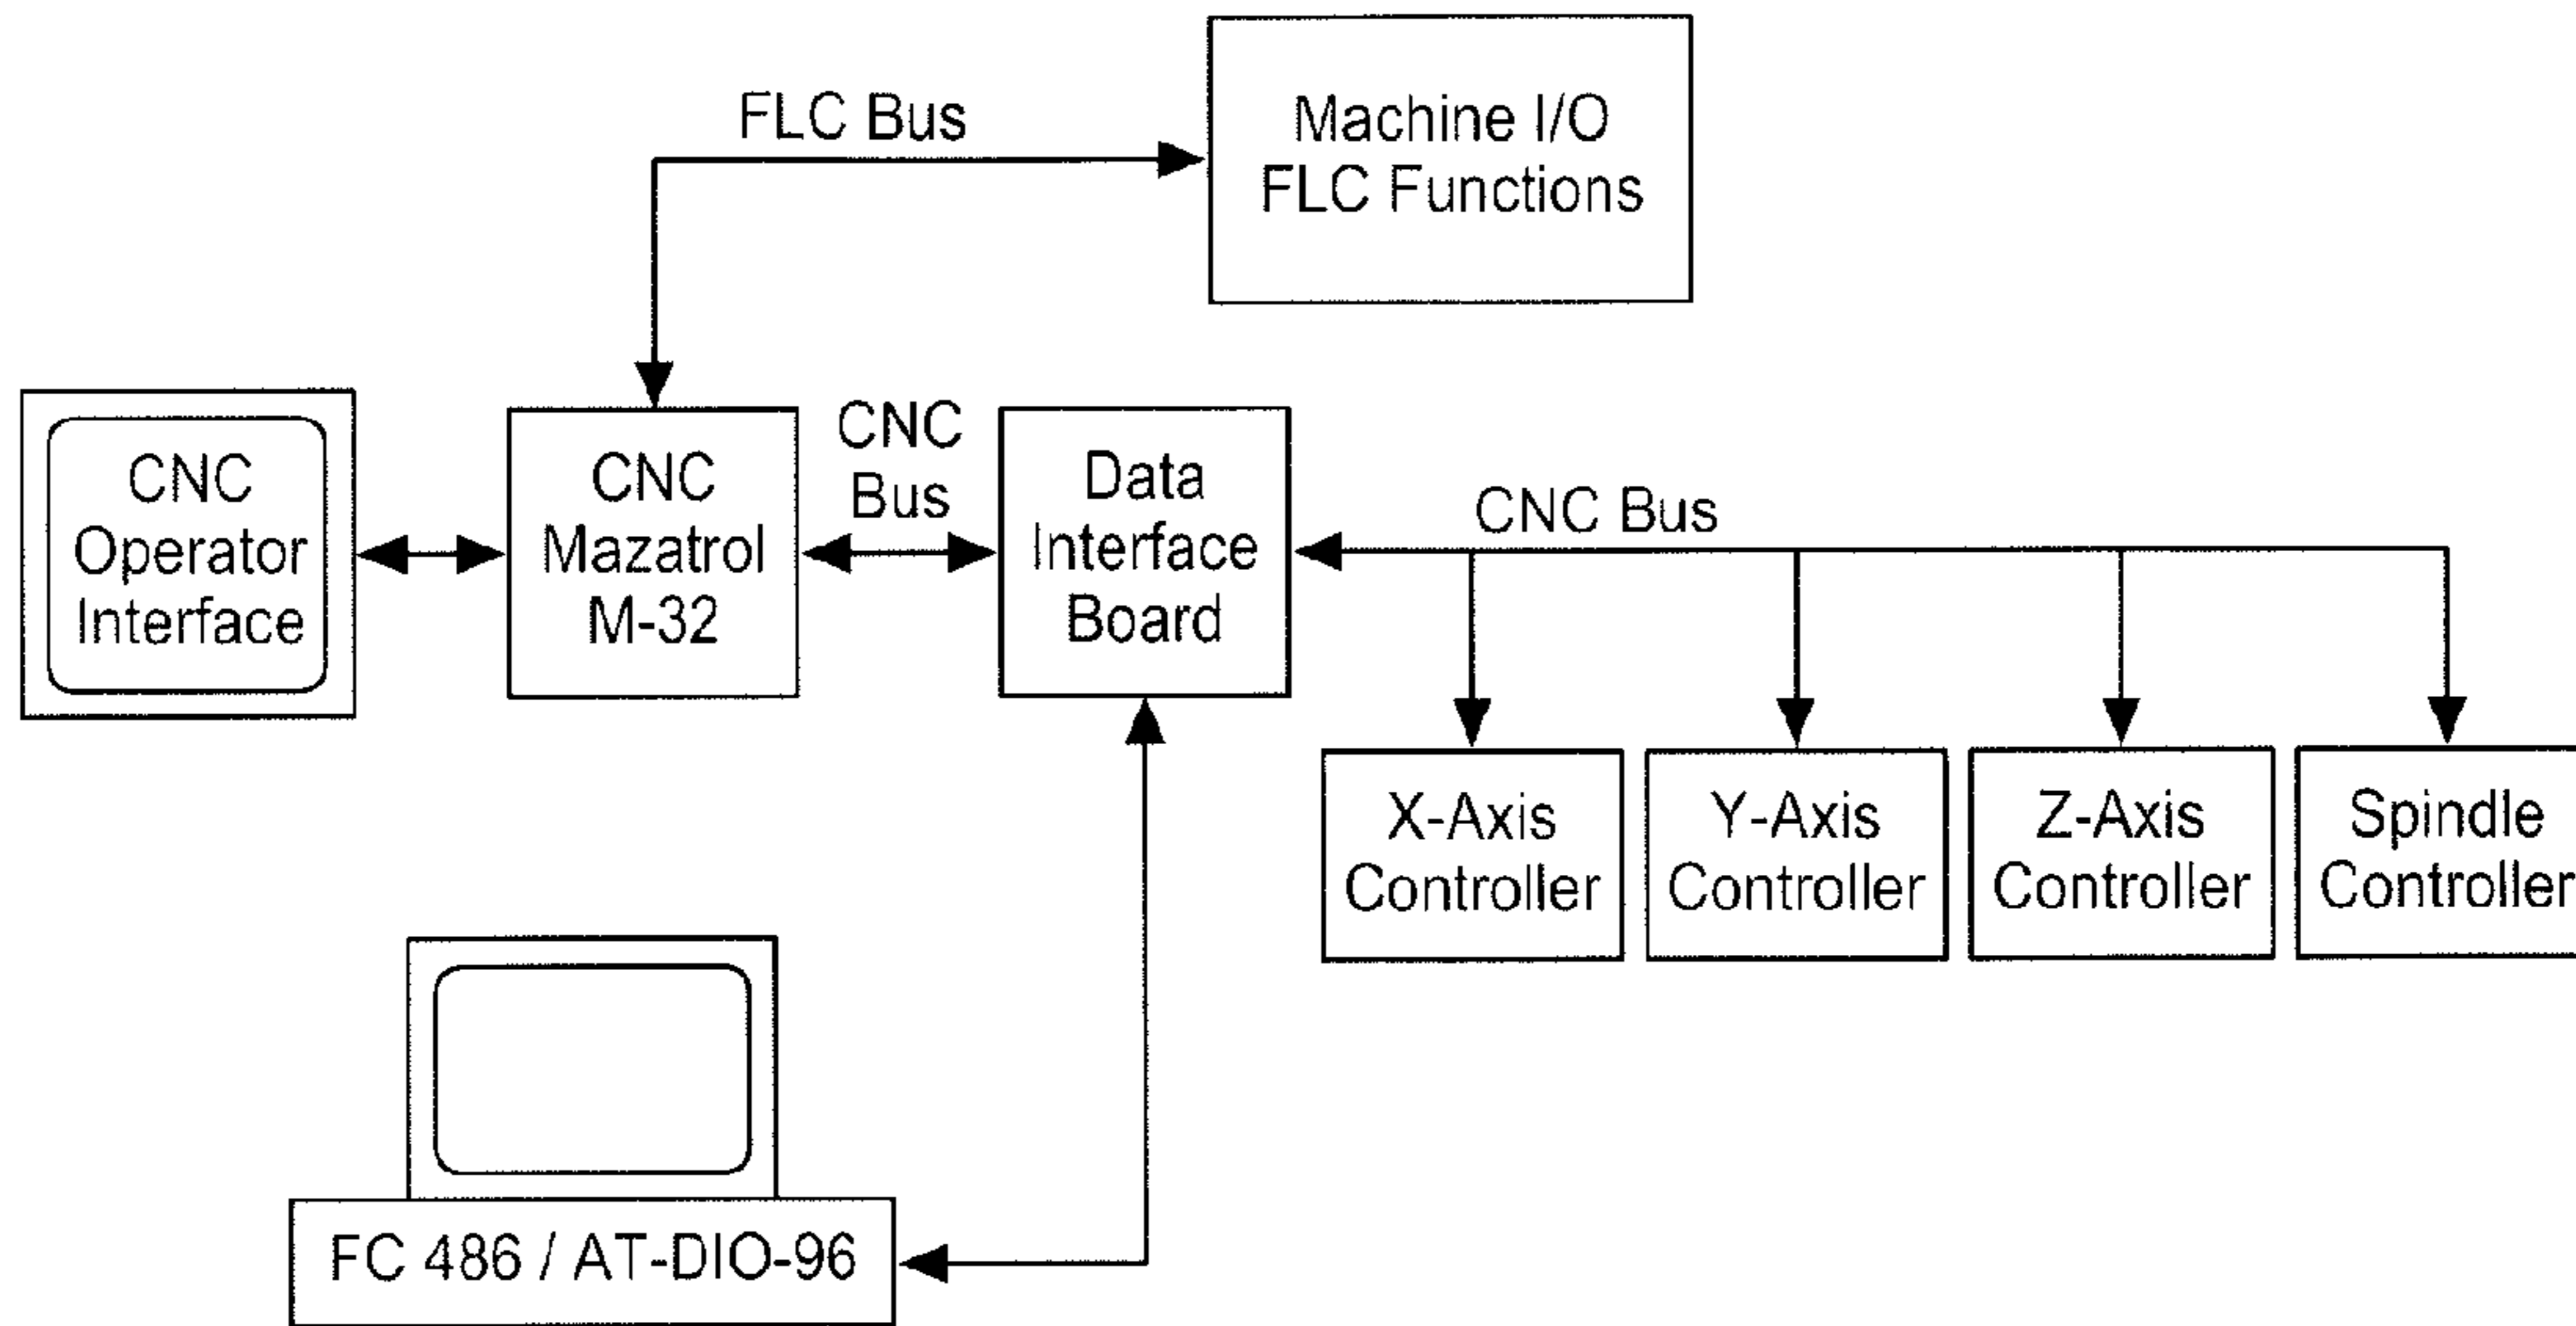 FLC Bus
Machine I/O
FLC Functions
CNC
Operator
Interface
CNC
Mazatrol
M-32
CNC
Bus
Data
Interface
Board
CNC Bus
X-Axis
Controller
Y-Axis
Controller
Z-Axis
Controller
Spindle
Controller
FC 486 / AT-DIO-96